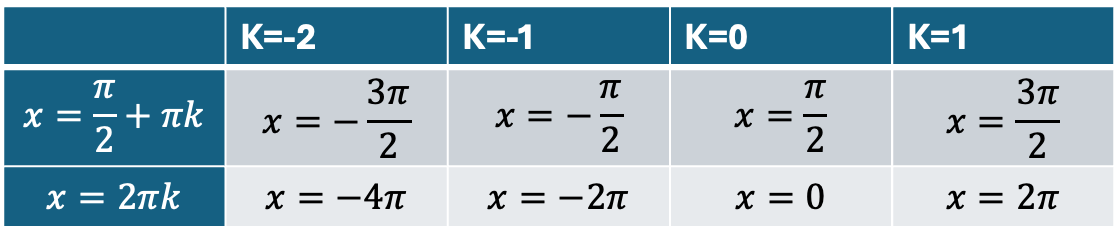 K=-2 K=-1 K=0 K=1
x = π/2 + πk x = −3π/2 x = −π/2 x = π/2 x = 3π/2
x = 2πk x = −4π x = −2π x = 0 x = 2π